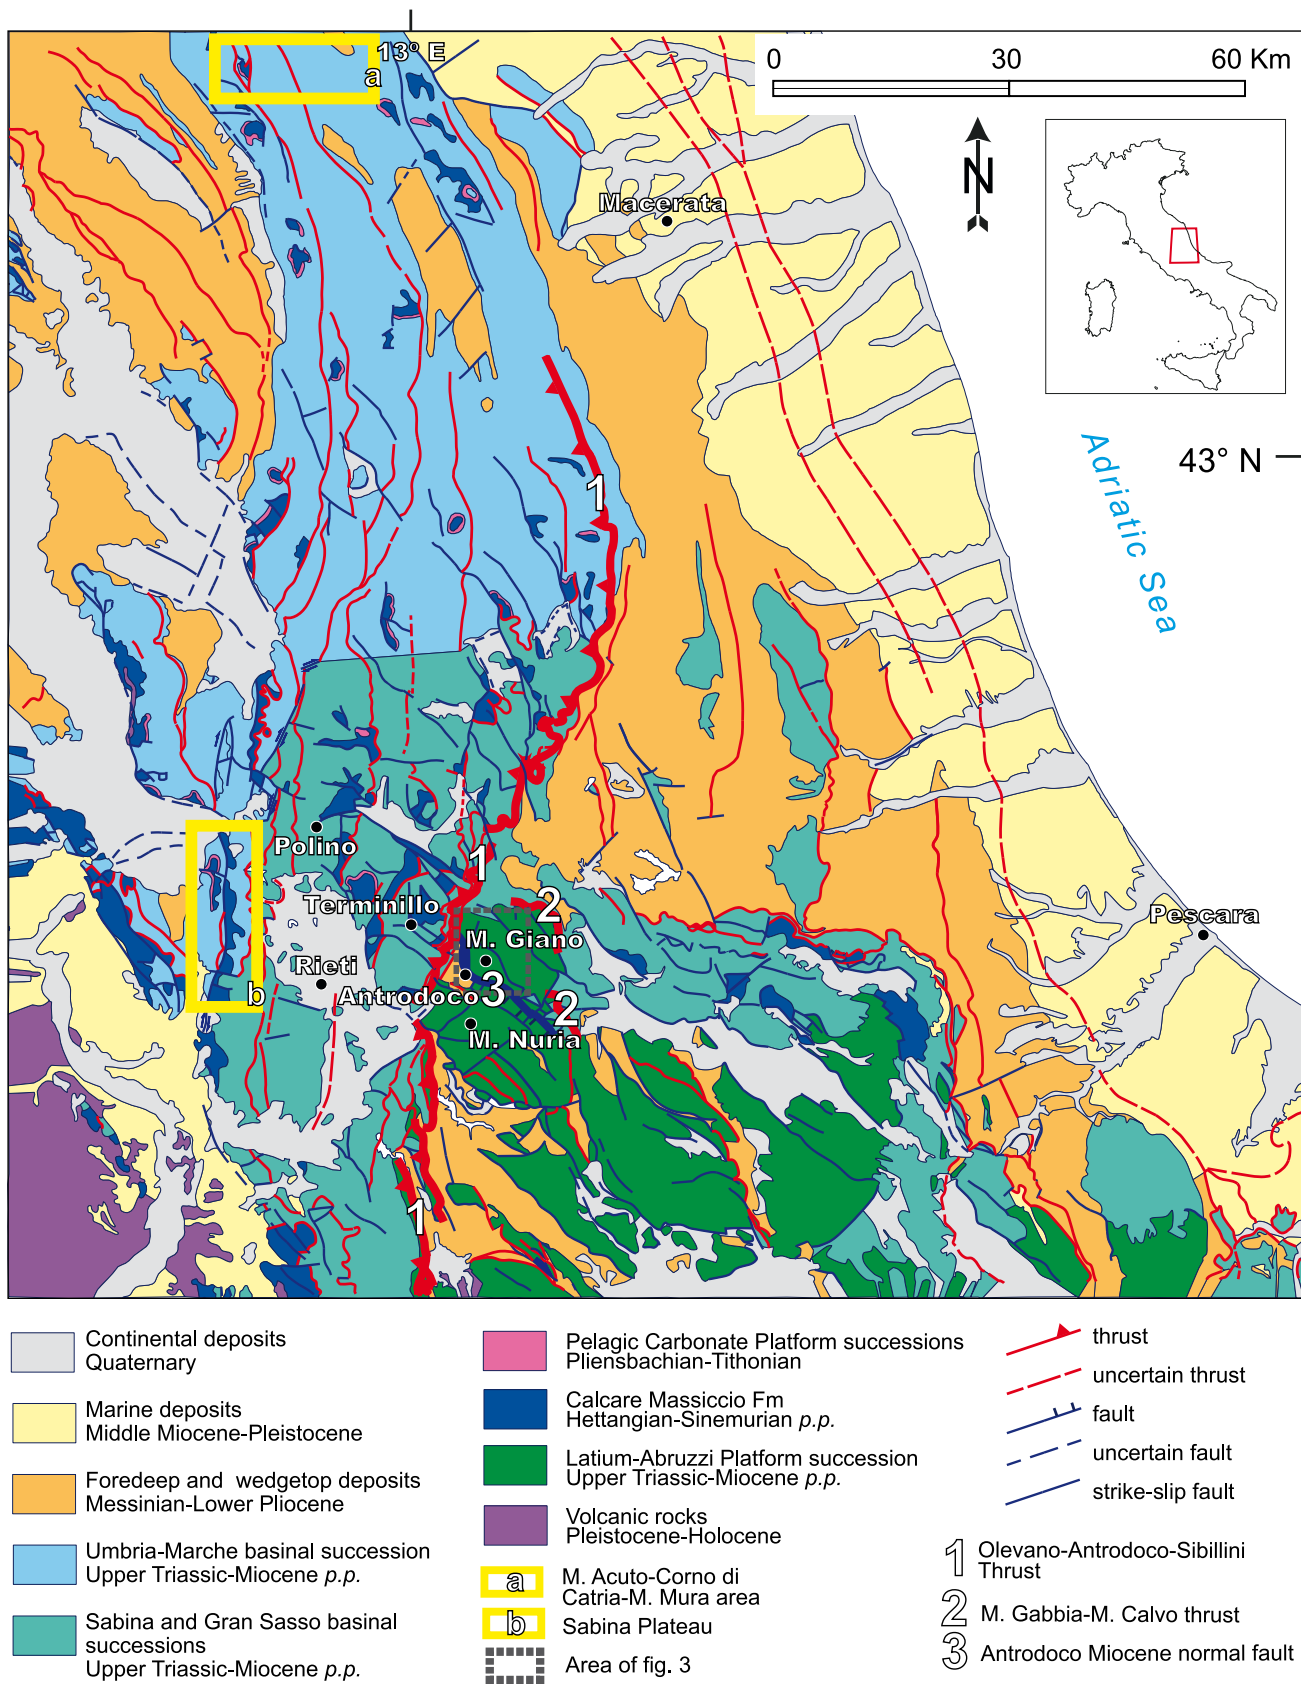 13º E
a
0
30
60 Km
N
Macerata
43° N
Adriatic Sea
1
Polino
1
Terminillo
2
M. Giano
Pescara
Rieti
b
Antrodoco
3
2
M. Nuria
1
Continental deposits
Quaternary
Marine deposits
Middle Miocene-Pleistocene
Foredeep and wedgetop deposits
Messinian-Lower Pliocene
Umbria-Marche basinal succession
Upper Triassic-Miocene p.p.
Sabina and Gran Sasso basinal
successions
Upper Triassic-Miocene p.p.
Pelagic Carbonate Platform successions
Pliensbachian-Tithonian
Calcare Massiccio Fm
Hettangian-Sinemurian p.p.
Latium-Abruzzi Platform succession
Upper Triassic-Miocene p.p.
Volcanic rocks
Pleistocene-Holocene
a
M. Acuto-Corno di
Catria-M. Mura area
b
Sabina Plateau
Area of fig. 3
thrust
uncertain thrust
fault
uncertain fault
strike-slip fault
1 Olevano-Antrodoco-Sibillini
Thrust
2 M. Gabbia-M. Calvo thrust
3 Antrodoco Miocene normal fault